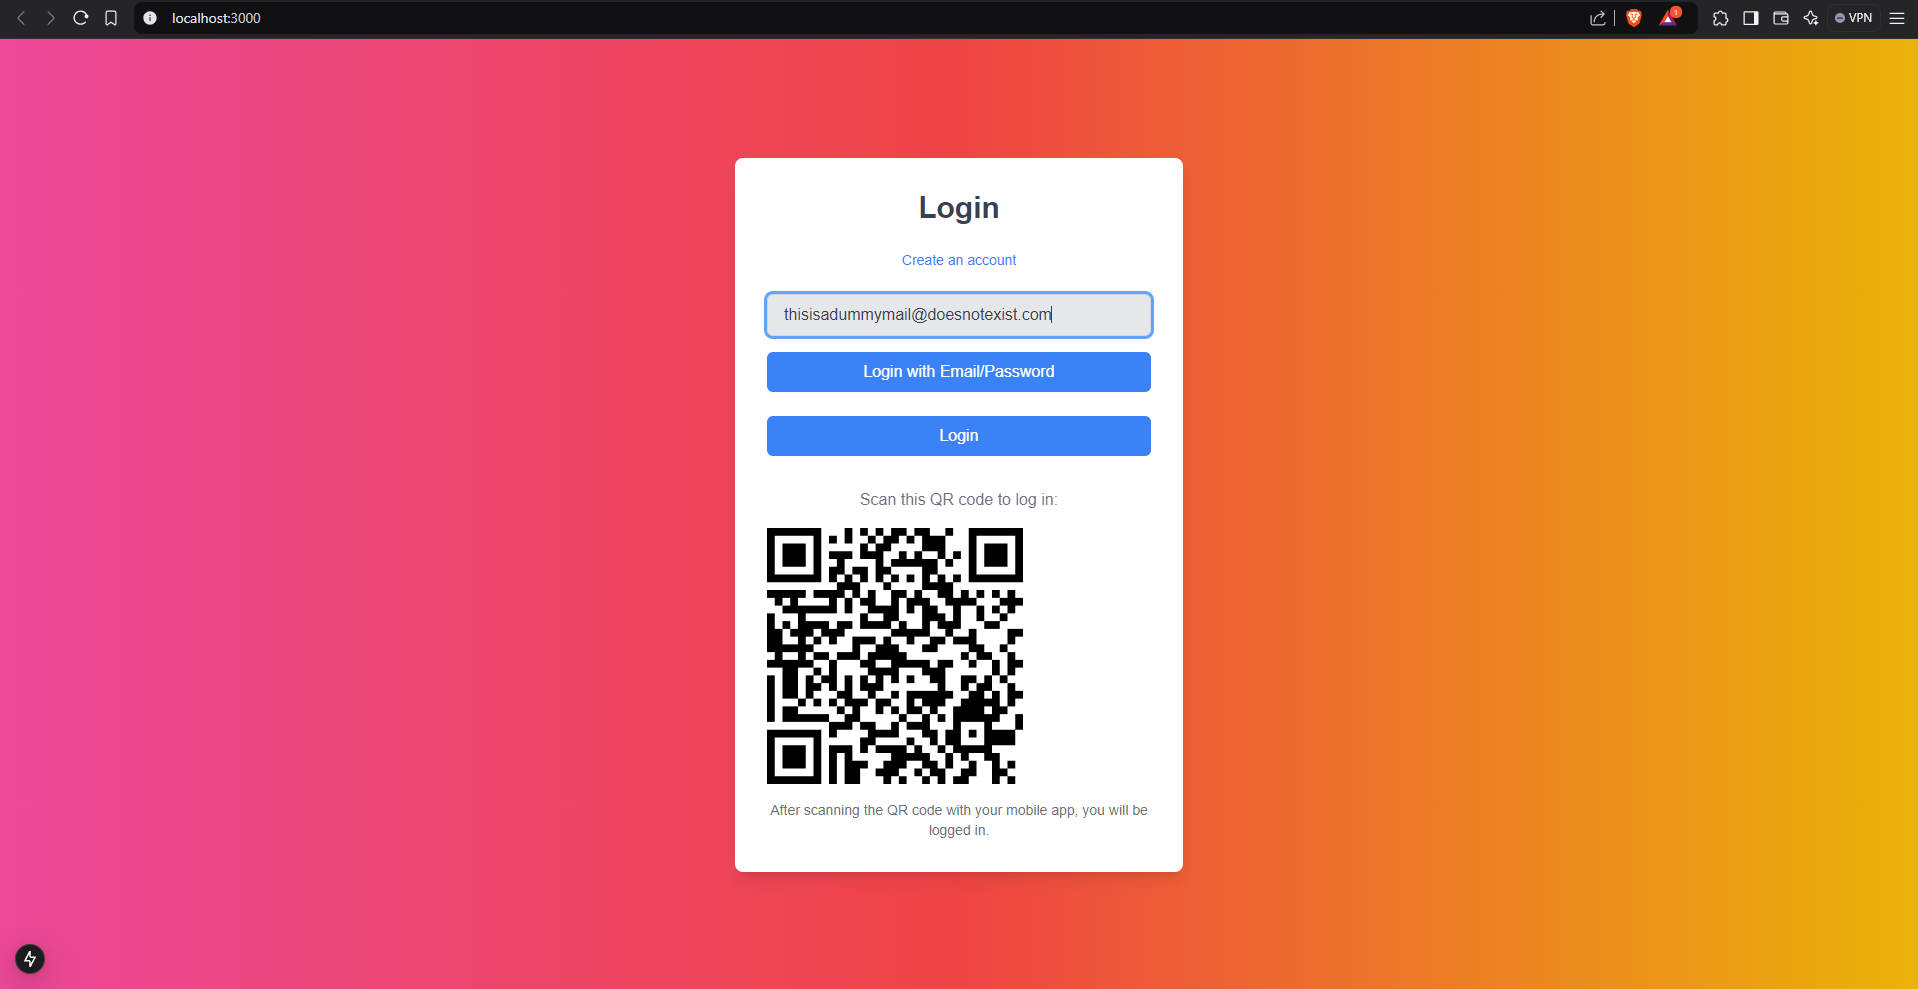 localhost:3000
1
VPN
Login
Create an account
thisisadummymail@doesnotexist.com
Login with Email/Password
Login
Scan this QR code to log in:
After scanning the QR code with your mobile app, you will be
logged in.